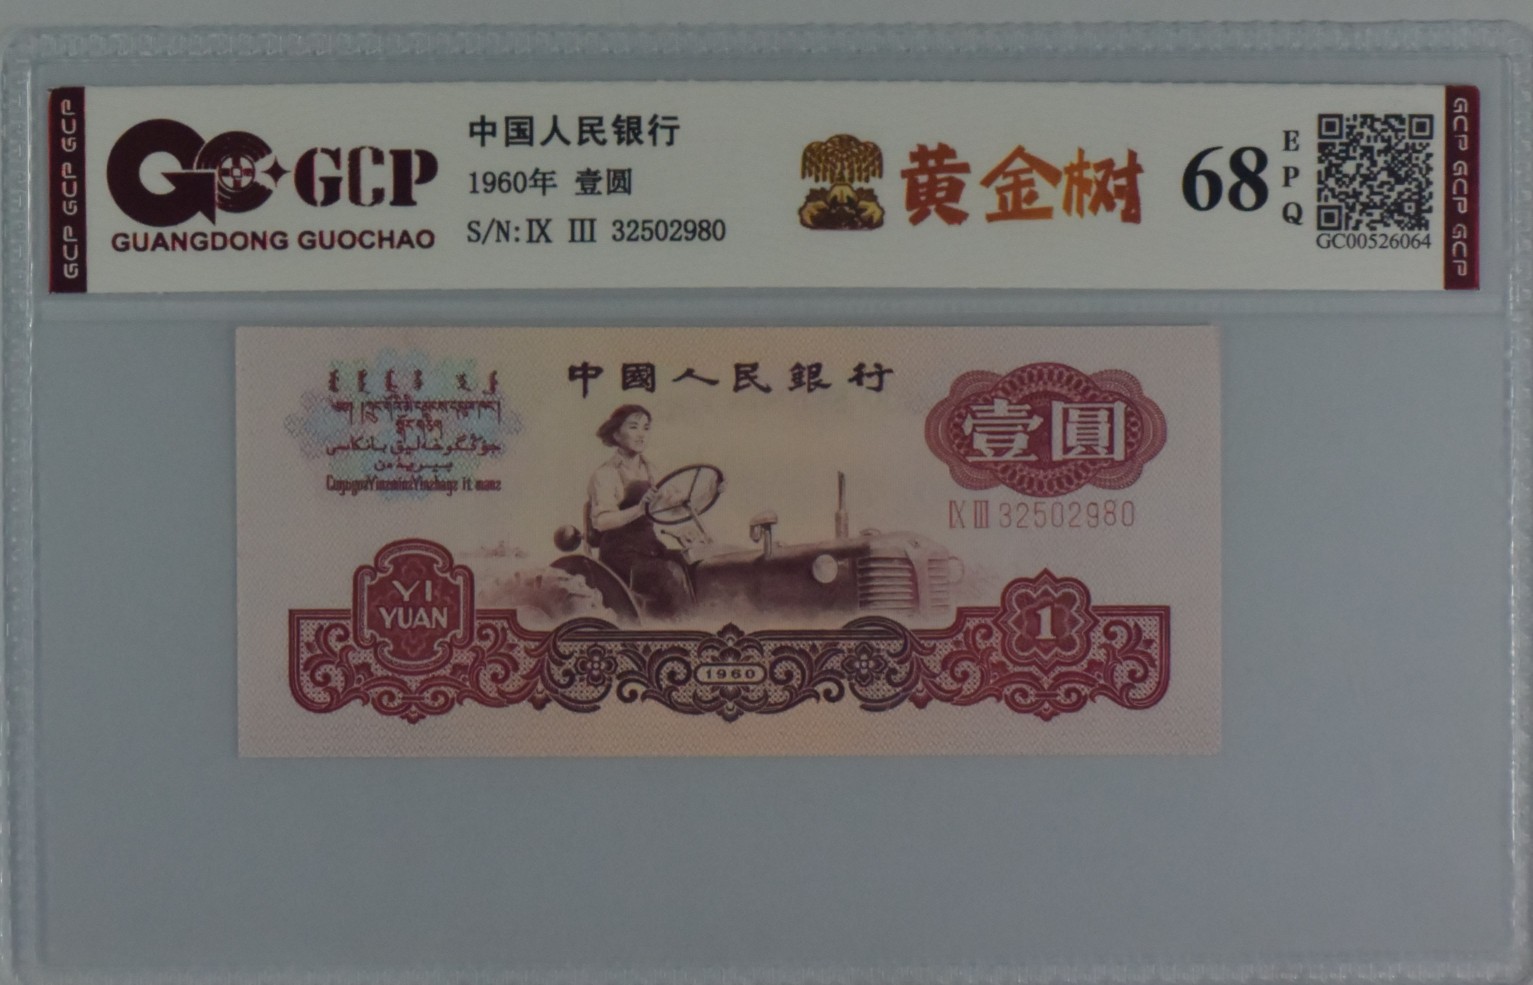 GCP GCP GCP
GCP
GUANGDONG GUOCHAO
中国人民银行
1960年 壹圆
S/N: IX III 32502980
黄金树
68
EPQ
GC00526064
GCP GCP GCP
中國人民銀行
壹圓
IX III 32502980
YI
YUAN
1960
1